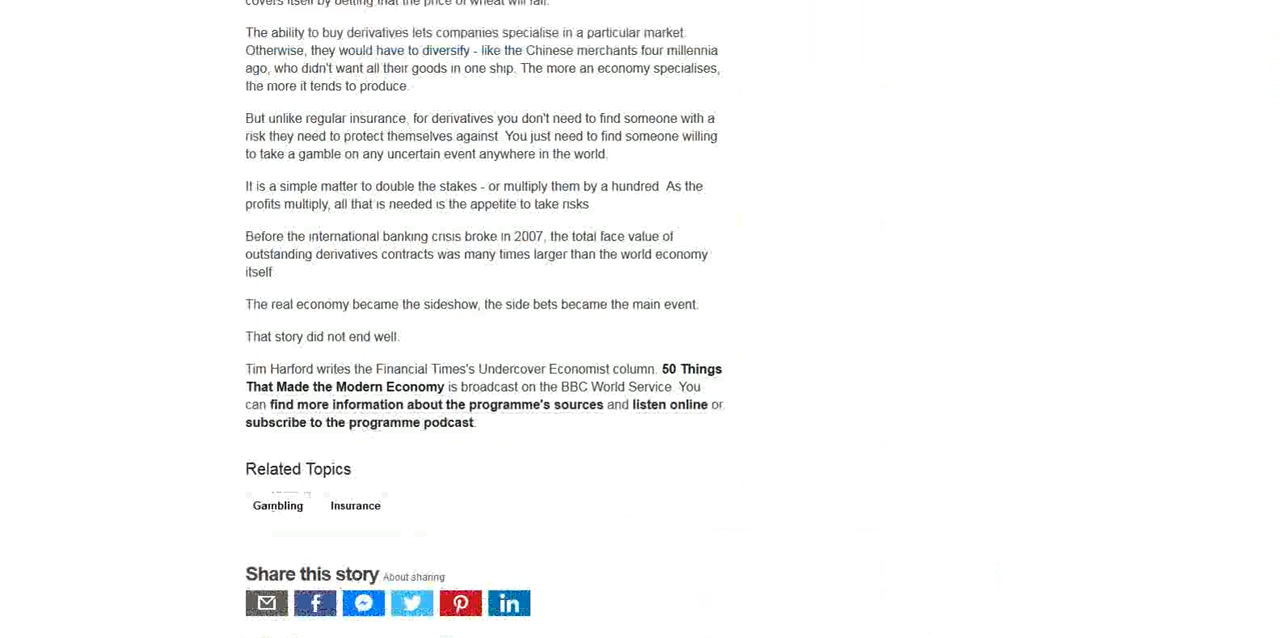 covers itself by betting that the price of wheat will fall.
The ability to buy derivatives lets companies specialise in a particular market.
Otherwise, they would have to diversify - like the Chinese merchants four millennia
ago, who didn't want all their goods in one ship. The more an economy specialises,
the more it tends to produce.
But unlike regular insurance, for derivatives you don't need to find someone with a
risk they need to protect themselves against. You just need to find someone willing
to take a gamble on any uncertain event anywhere in the world.
It is a simple matter to double the stakes - or multiply them by a hundred. As the
profits multiply, all that is needed is the appetite to take risks
Before the international banking crisis broke in 2007, the total face value of
outstanding derivatives contracts was many times larger than the world economy
itself
The real economy became the sideshow, the side bets became the main event.
That story did not end well.
Tim Harford writes the Financial Times's Undercover Economist column. 50 Things
That Made the Modern Economy is broadcast on the BBC World Service. You
can find more information about the programme's sources and listen online or
subscribe to the programme podcast.
Related Topics
Gambling Insurance
Share this story About sharing
f in